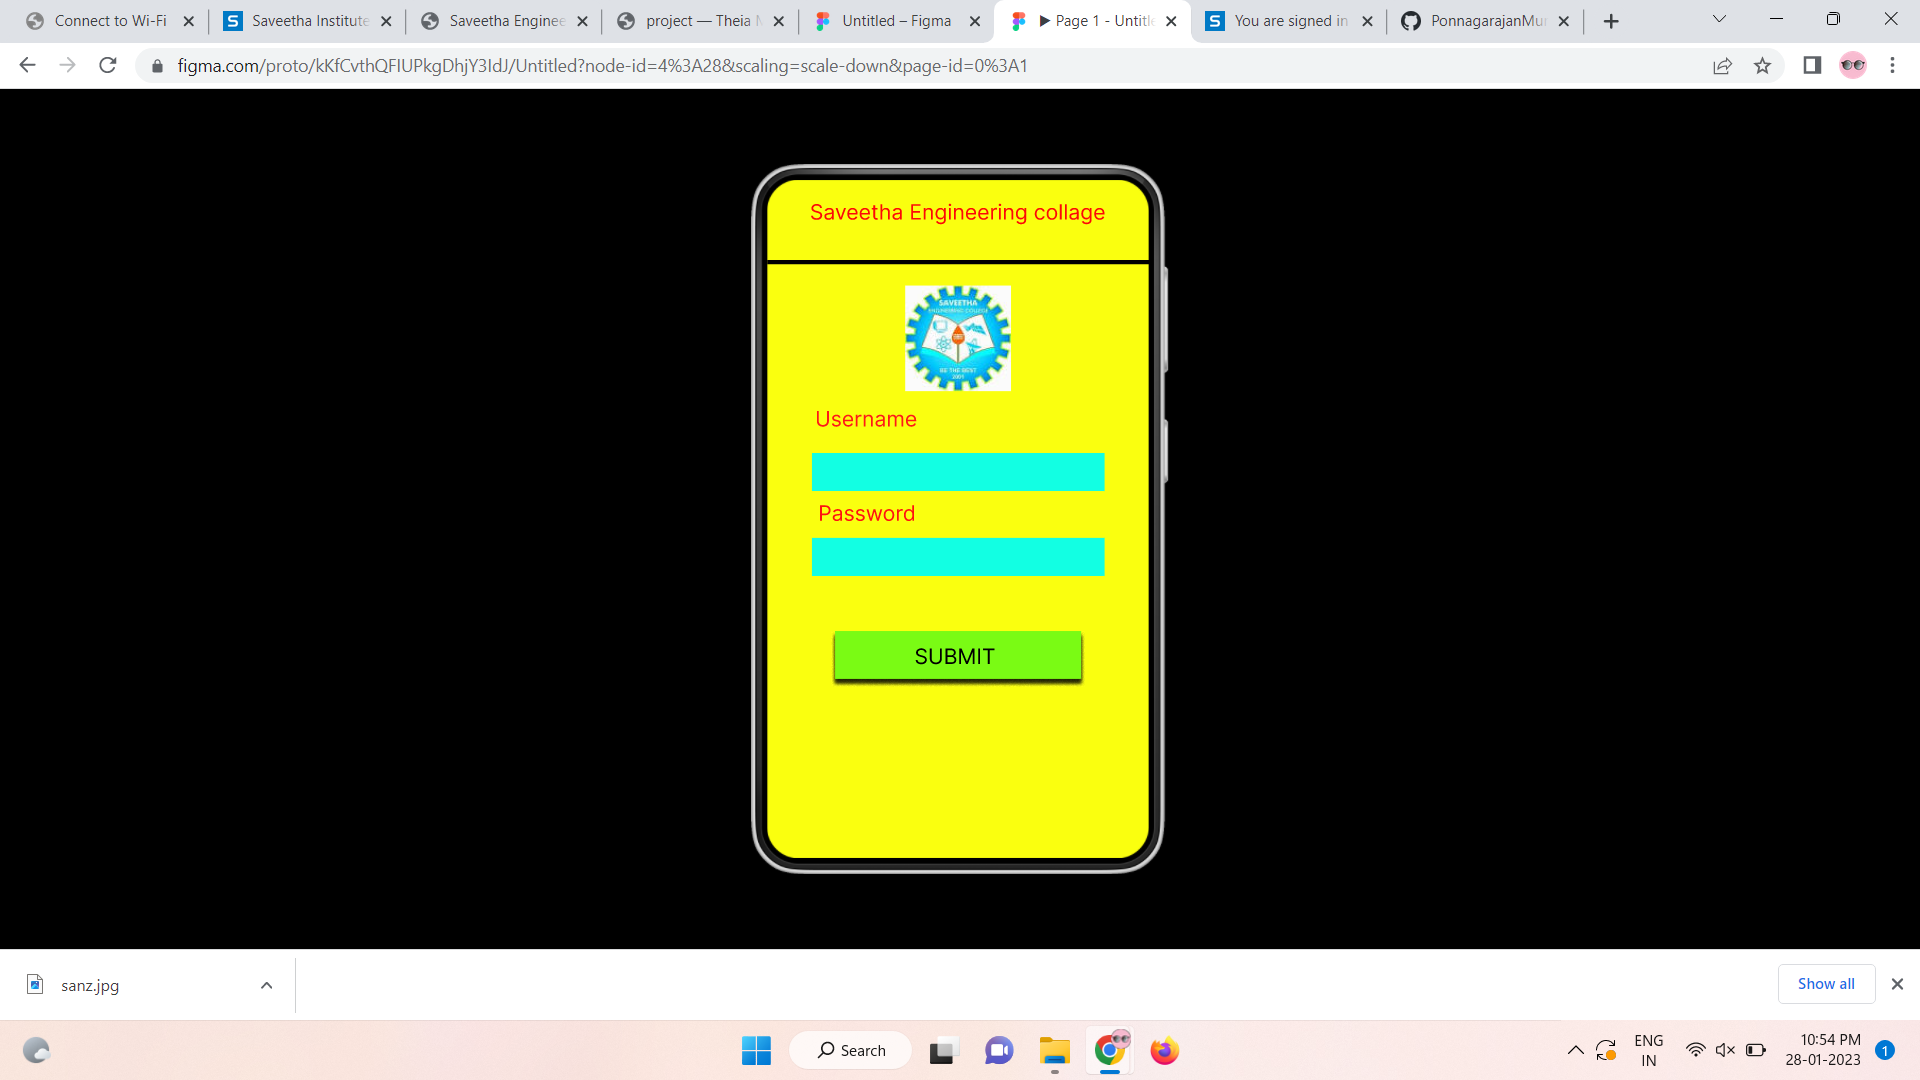 Connect to Wi-Fi
Saveetha Institute
Saveetha Enginee
project — Theia
Untitled – Figma
Page 1 - Untitle
You are signed in
PonnagarajanMur
figma.com/proto/kKfCvthQFIUPkgDhjY3IdJ/Untitled?node-id=4%3A28&scaling=scale-down&page-id=0%3A1
Saveetha Engineering collage
SAVEETHA
ENGINEERING COLLEGE
BE THE BEST
2001
Username
Password
SUBMIT
sanz.jpg
Show all
Search
ENG
IN
10:54 PM
28-01-2023
1